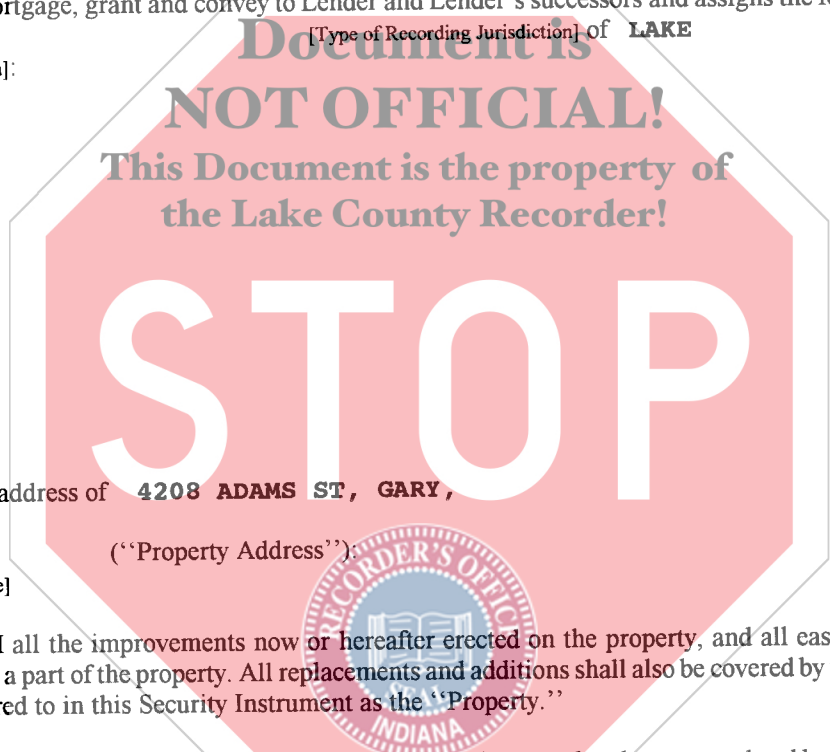 ortgage, grant and convey to Lender and Lender's successors and assigns the
Document is
[Type of Recording Jurisdiction] of LAKE
]:
NOT OFFICIAL!
This Document is the property of
the Lake County Recorder!
STOP
address of 4208 ADAMS ST, GARY,
(‘‘Property Address’’):
e]
RECORDER'S OFFICE
all the improvements now or hereafter erected on the property, and all eas
a part of the property. All replacements and additions shall also be covered by
red to in this Security Instrument as the ‘‘Property.’’
SEAL
INDIANA